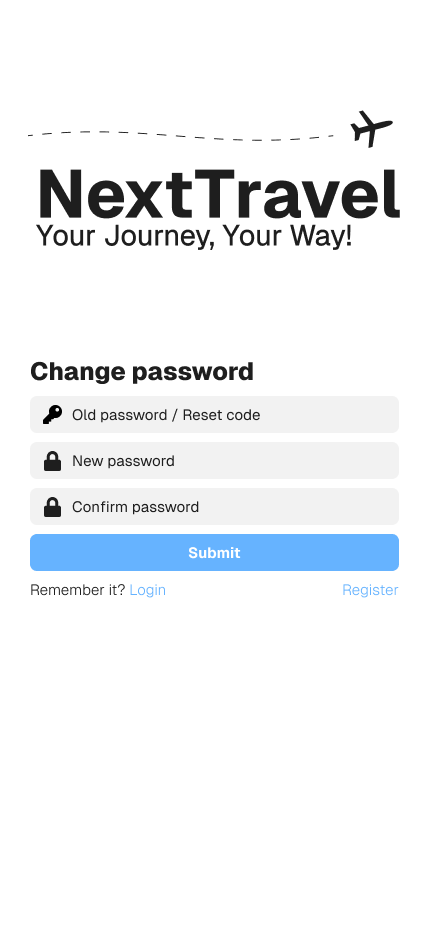 NextTravel
Your Journey, Your Way!
Change password
Old password / Reset code
New password
Confirm password
Submit
Remember it? Login
Register